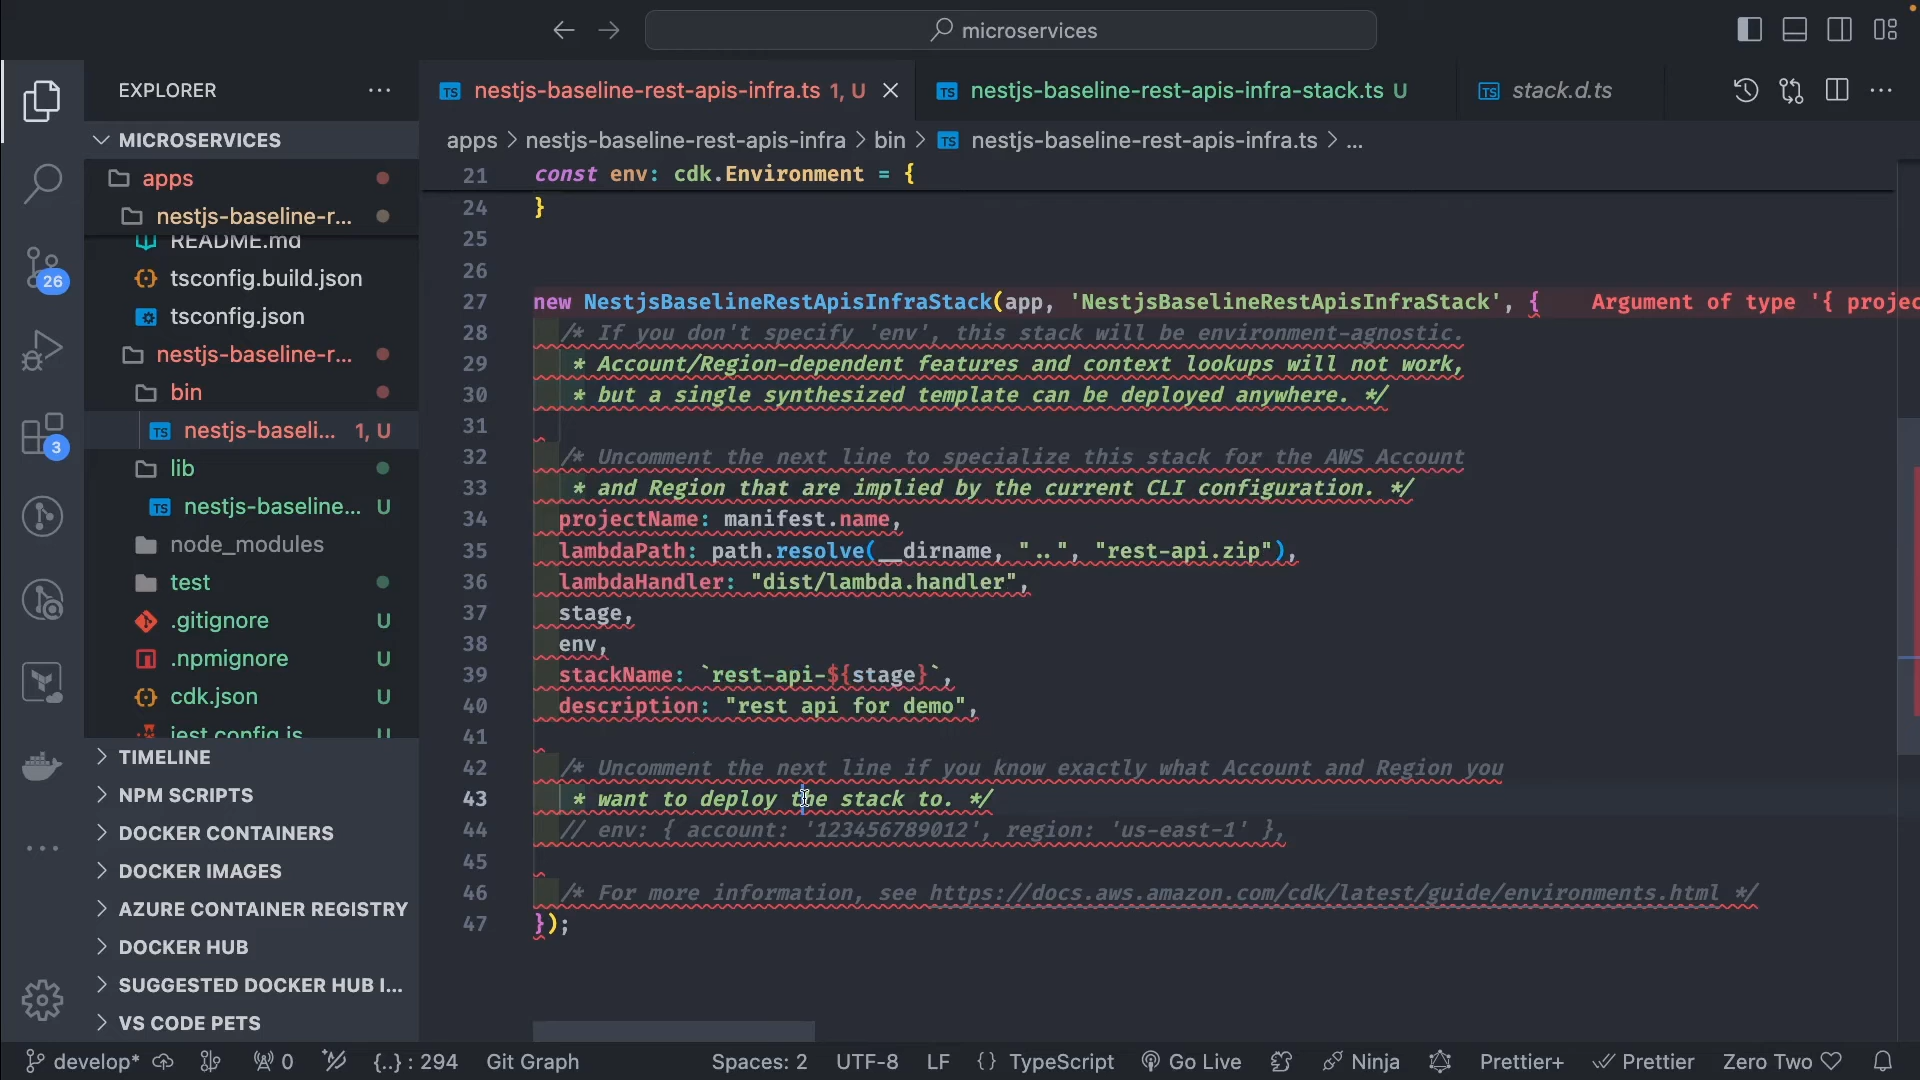 microservices
EXPLORER
nestjs-baseline-rest-apis-infra.ts 1, U
nestjs-baseline-rest-apis-infra-stack.ts U
stack.d.ts
MICROSERVICES
apps > nestjs-baseline-rest-apis-infra > bin > TS nestjs-baseline-rest-apis-infra.ts > ...
apps
nestjs-baseline-r...
README.md
tsconfig.build.json
tsconfig.json
nestjs-baseline-r...
bin
TS nestjs-baseli... 1, U
lib
TS nestjs-baseline... U
node_modules
test
.gitignore U
.npmignore U
cdk.json U
jest.config.js U
TIMELINE
NPM SCRIPTS
DOCKER CONTAINERS
DOCKER IMAGES
AZURE CONTAINER REGISTRY
DOCKER HUB
SUGGESTED DOCKER HUB I...
VS CODE PETS
26
3
21 const env: cdk.Environment = {
24 }
25
26
27 new NestjsBaselineRestApisInfraStack(app, 'NestjsBaselineRestApisInfraStack', { Argument of type '{ projec
28 /* If you don't specify 'env', this stack will be environment-agnostic.
29 * Account/Region-dependent features and context lookups will not work,
30 * but a single synthesized template can be deployed anywhere. */
31
32 /* Uncomment the next line to specialize this stack for the AWS Account
33 * and Region that are implied by the current CLI configuration. */
34 projectName: manifest.name,
35 lambdaPath: path.resolve(__dirname, "..", "rest-api.zip"),
36 lambdaHandler: "dist/lambda.handler",
37 stage,
38 env,
39 stackName: `rest-api-${stage}`,
40 description: "rest api for demo",
41
42 /* Uncomment the next line if you know exactly what Account and Region you
43 * want to deploy the stack to. */
44 // env: { account: '123456789012', region: 'us-east-1' },
45
46 /* For more information, see https://docs.aws.amazon.com/cdk/latest/guide/environments.html */
47 });
develop* 0 {..} : 294 Git Graph Spaces: 2 UTF-8 LF {} TypeScript Go Live Ninja Prettier+ Prettier Zero Two